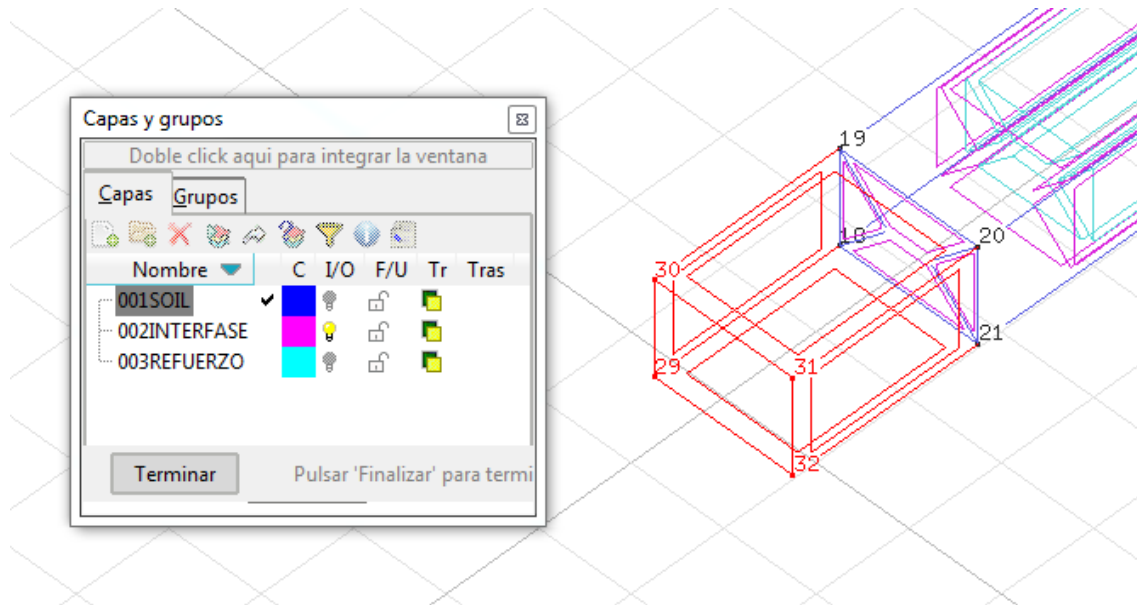 Capas y grupos
Doble click aqui para integrar la ventana
Capas Grupos
Nombre C I/O F/U Tr Tras
001SOIL
002INTERFASE
003REFUERZO
Terminar Pulsar 'Finalizar' para termi
19
18
20
30
21
29
31
32